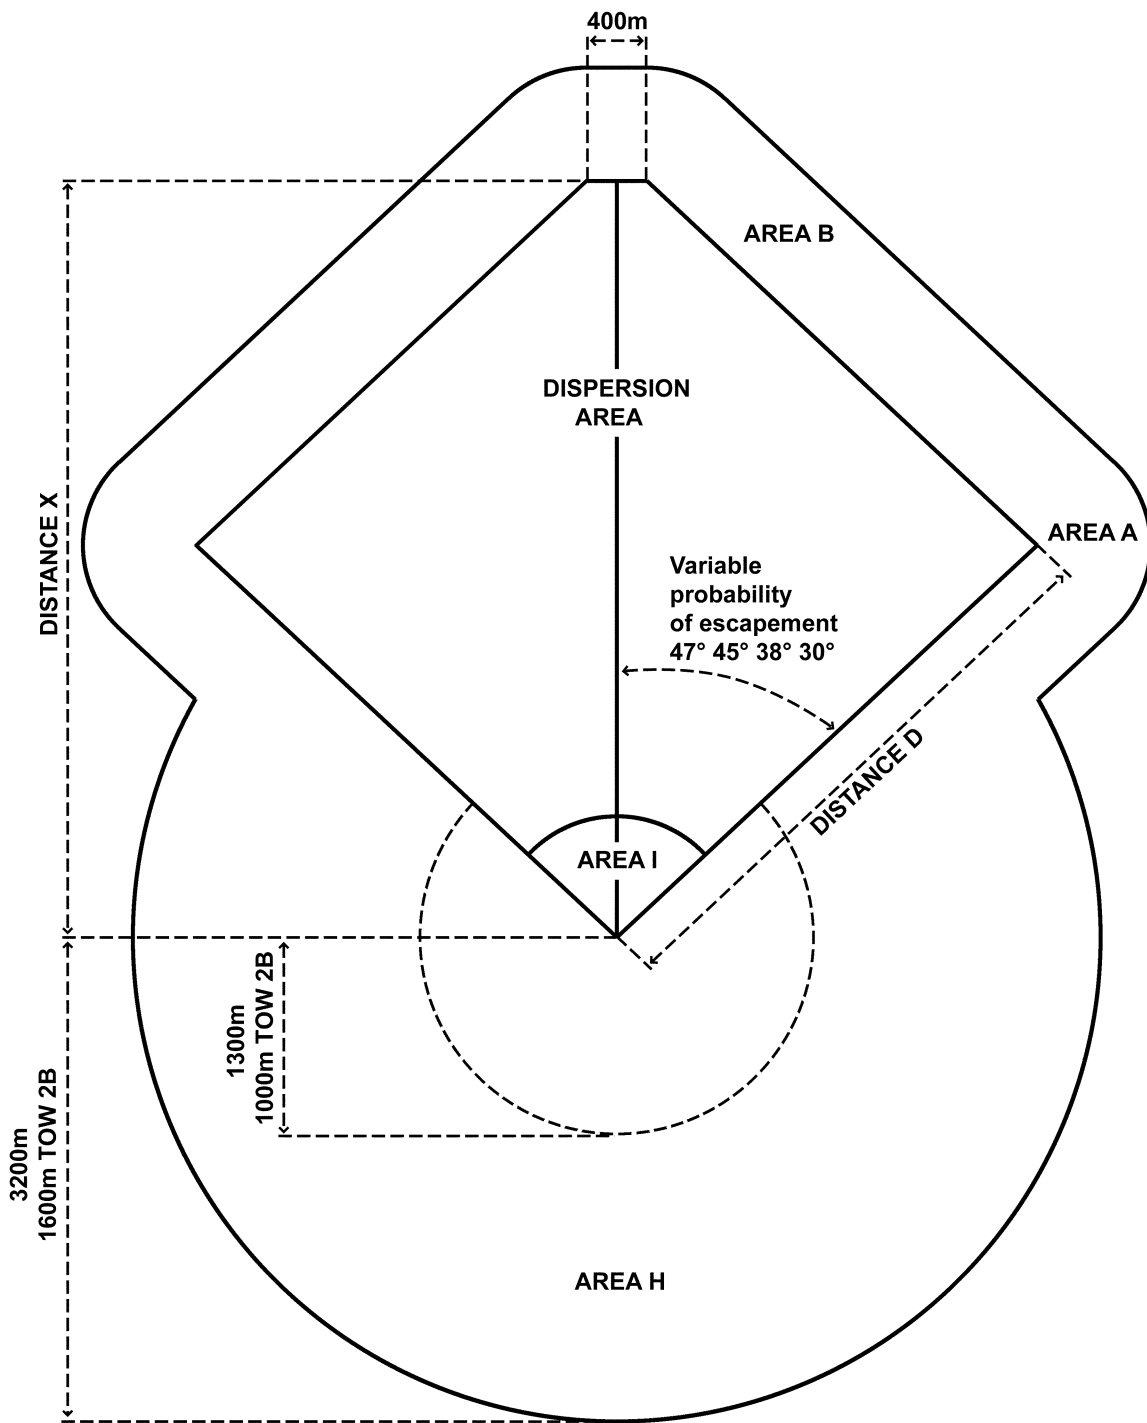 400m
AREA B
DISPERSION
AREA
DISTANCE X
AREA A
Variable
probability
of escapement
47° 45° 38° 30°
DISTANCE D
AREA I
1300m
1000m TOW 2B
3200m
1600m TOW 2B
AREA H